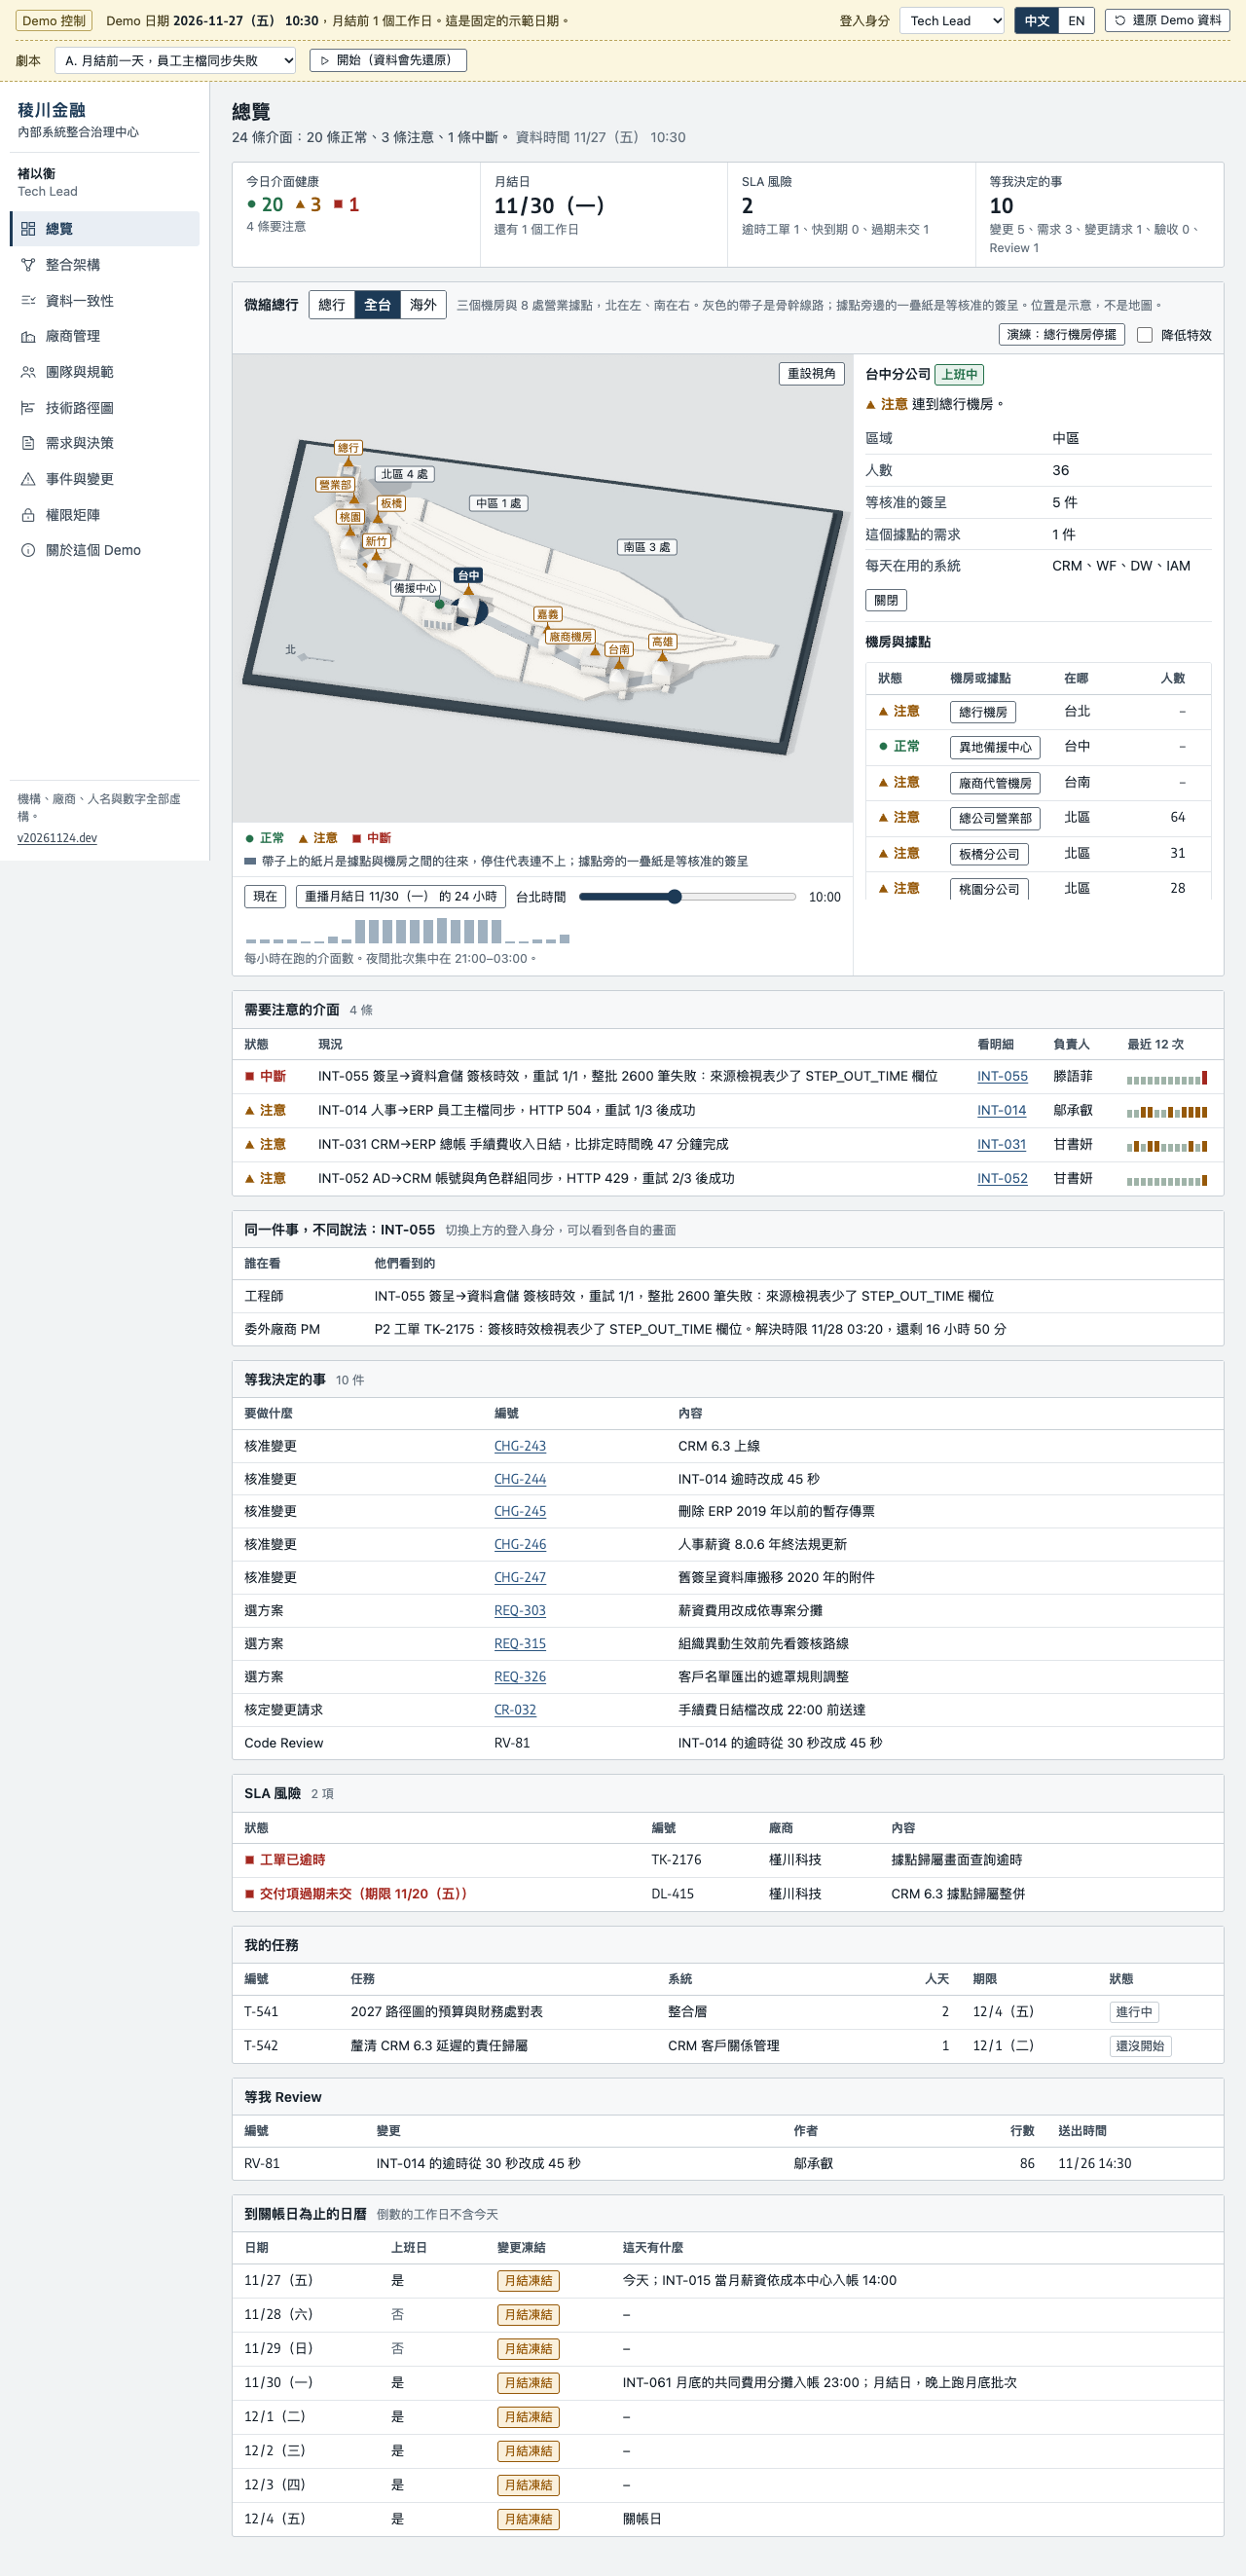 Demo 控制 Demo 日期 2026-11-27（五） 10:30，月結前 1 個工作日。這是固定的示範日期。 登入身分 Tech Lead 中文 EN 還原 Demo 資料
劇本 A. 月結前一天，員工主檔同步失敗 開始（資料會先還原）
稜川金融
內部系統整合治理中心
褚以衡
Tech Lead
總覽
整合架構
資料一致性
廠商管理
團隊與規範
技術路徑圖
需求與決策
事件與變更
權限矩陣
關於這個 Demo
機構、廠商、人名與數字全部虛
構。
v20261124.dev
總覽
24 條介面：20 條正常、3 條注意、1 條中斷。 資料時間 11/27（五） 10:30
今日介面健康
20 3 1
4 條要注意
月結日
11/30（一）
還有 1 個工作日
SLA 風險
2
逾時工單 1、快到期 0、過期未交 1
等我決定的事
10
變更 5、需求 3、變更請求 1、驗收 0、
Review 1
微縮總行 總行 全台 海外 三個機房與 8 處營業據點，北在左、南在右。灰色的帶子是骨幹線路；據點旁邊的一疊紙是等核准的簽呈。位置是示意，不是地圖。
演練：總行機房停擺 降低特效
重設視角
總行
北區 4 處
營業部
板橋
中區 1 處
桃園
新竹
南區 3 處
台中
備援中心
嘉義
廠商機房
高雄
台南
北
正常 注意 中斷
帶子上的紙片是據點與機房之間的往來，停住代表連不上；據點旁的一疊紙是等核准的簽呈
現在 重播月結日 11/30（一） 的 24 小時 台北時間 10:00
每小時在跑的介面數。夜間批次集中在 21:00–03:00。
台中分公司 上班中
注意 連到總行機房。
區域 中區
人數 36
等核准的簽呈 5 件
這個據點的需求 1 件
每天在用的系統 CRM、WF、DW、IAM
關閉
機房與據點
狀態 機房或據點 在哪 人數
注意 總行機房 台北 –
正常 異地備援中心 台中 –
注意 廠商代管機房 台南 –
注意 總公司營業部 北區 64
注意 板橋分公司 北區 31
注意 桃園分公司 北區 28
需要注意的介面 4 條
狀態 現況 看明細 負責人 最近 12 次
中斷 INT-055 簽呈→資料倉儲 簽核時效，重試 1/1，整批 2600 筆失敗：來源檢視表少了 STEP_OUT_TIME 欄位 INT-055 滕語菲
注意 INT-014 人事→ERP 員工主檔同步，HTTP 504，重試 1/3 後成功 INT-014 鄔承叡
注意 INT-031 CRM→ERP 總帳 手續費收入日結，比排定時間晚 47 分鐘完成 INT-031 甘書妍
注意 INT-052 AD→CRM 帳號與角色群組同步，HTTP 429，重試 2/3 後成功 INT-052 甘書妍
同一件事，不同說法：INT-055 切換上方的登入身分，可以看到各自的畫面
誰在看 他們看到的
工程師 INT-055 簽呈→資料倉儲 簽核時效，重試 1/1，整批 2600 筆失敗：來源檢視表少了 STEP_OUT_TIME 欄位
委外廠商 PM P2 工單 TK-2175：簽核時效檢視表少了 STEP_OUT_TIME 欄位。解決時限 11/28 03:20，還剩 16 小時 50 分
等我決定的事 10 件
要做什麼 編號 內容
核准變更 CHG-243 CRM 6.3 上線
核准變更 CHG-244 INT-014 逾時改成 45 秒
核准變更 CHG-245 刪除 ERP 2019 年以前的暫存傳票
核准變更 CHG-246 人事薪資 8.0.6 年終法規更新
核准變更 CHG-247 舊簽呈資料庫搬移 2020 年的附件
選方案 REQ-303 薪資費用改成依專案分攤
選方案 REQ-315 組織異動生效前先看簽核路線
選方案 REQ-326 客戶名單匯出的遮罩規則調整
核定變更請求 CR-032 手續費日結檔改成 22:00 前送達
Code Review RV-81 INT-014 的逾時從 30 秒改成 45 秒
SLA 風險 2 項
狀態 編號 廠商 內容
工單已逾時 TK-2176 槿川科技 據點歸屬畫面查詢逾時
交付項過期未交（期限 11/20（五）） DL-415 槿川科技 CRM 6.3 據點歸屬整併
我的任務
編號 任務 系統 人天 期限 狀態
T-541 2027 路徑圖的預算與財務處對表 整合層 2 12/4（五） 進行中
T-542 釐清 CRM 6.3 延遲的責任歸屬 CRM 客戶關係管理 1 12/1（二） 還沒開始
等我 Review
編號 變更 作者 行數 送出時間
RV-81 INT-014 的逾時從 30 秒改成 45 秒 鄔承叡 86 11/26 14:30
到關帳日為止的日曆 倒數的工作日不含今天
日期 上班日 變更凍結 這天有什麼
11/27（五） 是 月結凍結 今天；INT-015 當月薪資依成本中心入帳 14:00
11/28（六） 否 月結凍結 –
11/29（日） 否 月結凍結 –
11/30（一） 是 月結凍結 INT-061 月底的共同費用分攤入帳 23:00；月結日，晚上跑月底批次
12/1（二） 是 月結凍結 –
12/2（三） 是 月結凍結 –
12/3（四） 是 月結凍結 –
12/4（五） 是 月結凍結 關帳日